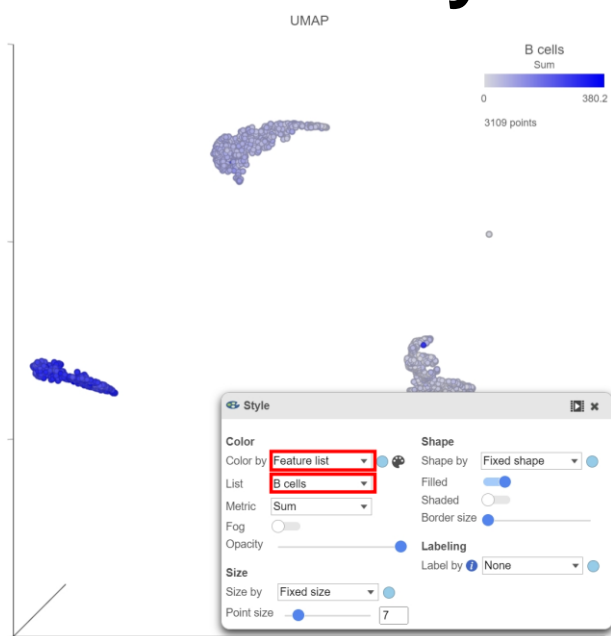 UMAP
B cells
Sum
0 380.2
3109 points
Style
Color
Color by Feature list
List B cells
Metric Sum
Fog
Opacity
Size
Size by Fixed size
Point size 7
Shape
Shape by Fixed shape
Filled
Shaded
Border size
Labeling
Label by None